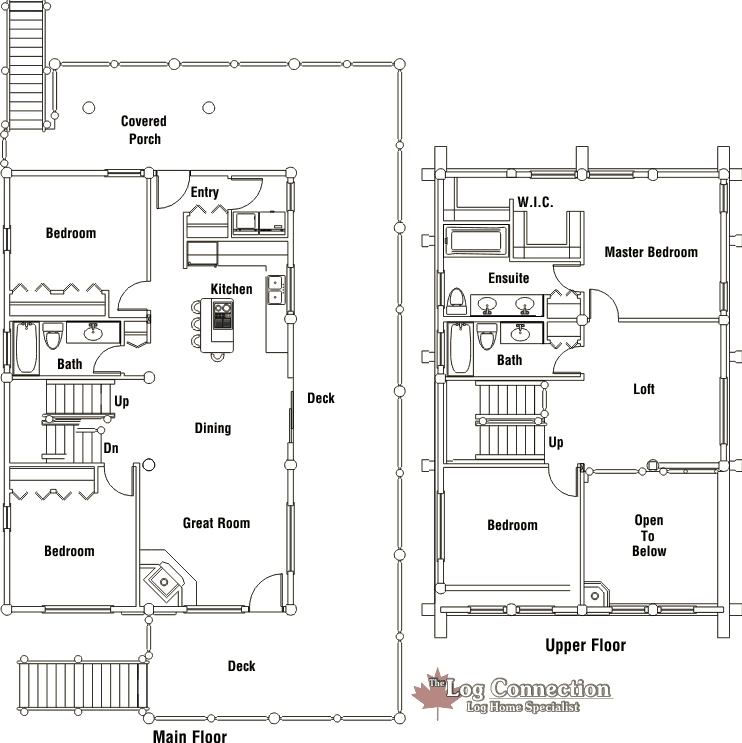 Covered
Porch
Entry
Bedroom
Kitchen
Bath
Up
Deck
Dining
Dn
Great Room
Bedroom
Deck
Main Floor
W.I.C.
Master Bedroom
Ensuite
Bath
Loft
Up
Bedroom
Open
To
Below
Upper Floor
The Log Connection
Log Home Specialist